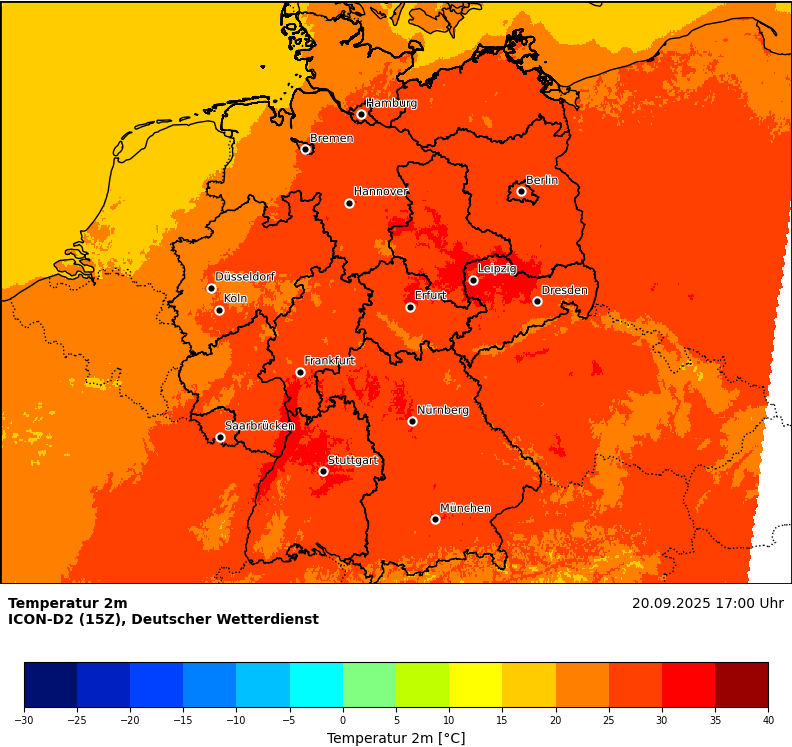 Hamburg
Bremen
Berlin
Hannover
Leipzig
Düsseldorf
Dresden
Köln
Erfurt
Frankfurt
Nürnberg
Saarbrücken
Stuttgart
München
Temperatur 2m
20.09.2025 17:00 Uhr
ICON-D2 (15Z), Deutscher Wetterdienst
−30 −25 −20 −15 −10 −5 0 5 10 15 20 25 30 35 40
Temperatur 2m [°C]